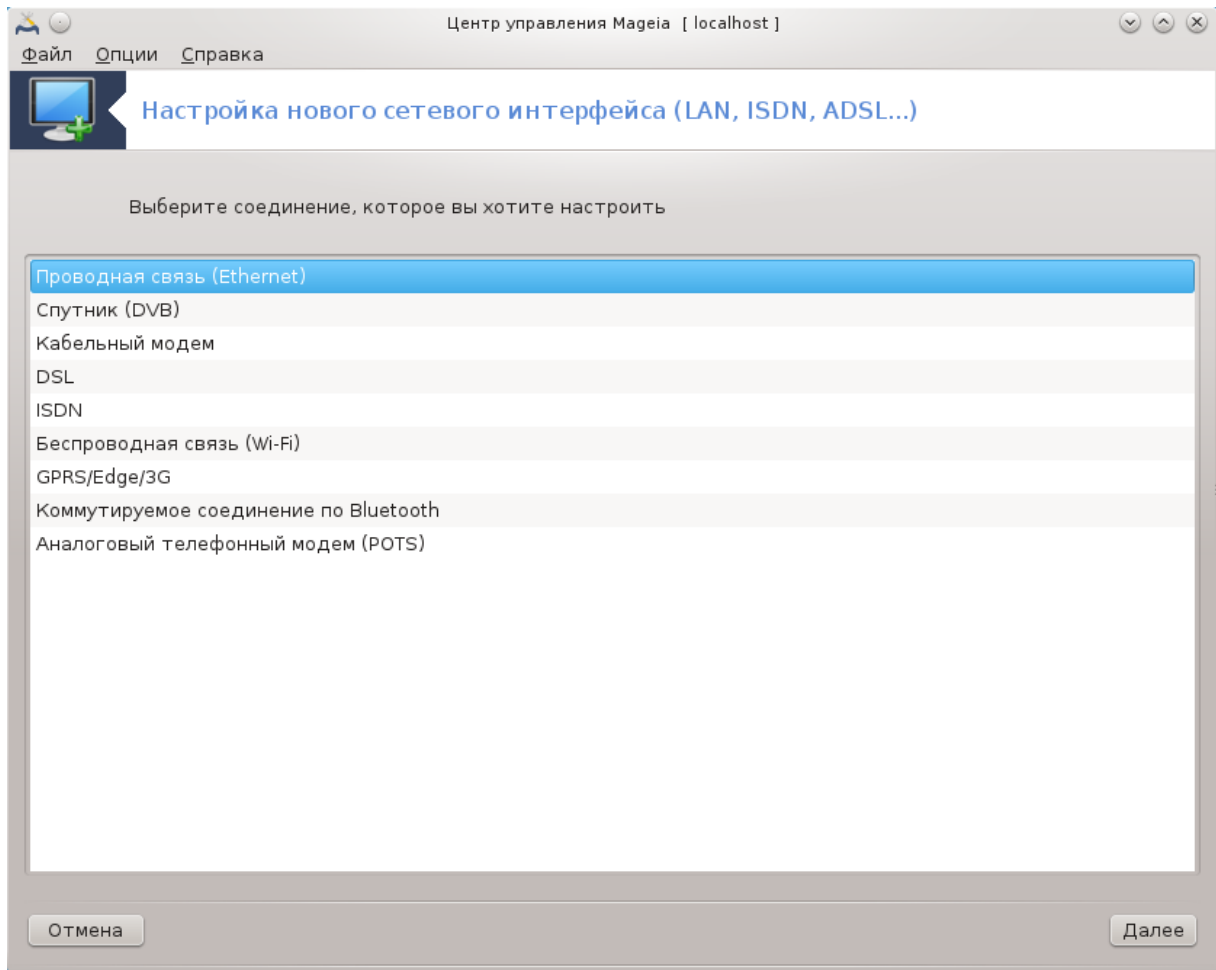 Центр управления Mageia [ localhost ]
Файл Опции Справка
Настройка нового сетевого интерфейса (LAN, ISDN, ADSL...)
Выберите соединение, которое вы хотите настроить
Проводная связь (Ethernet)
Спутник (DVB)
Кабельный модем
DSL
ISDN
Беспроводная связь (Wi-Fi)
GPRS/Edge/3G
Коммутируемое соединение по Bluetooth
Аналоговый телефонный модем (POTS)
Отмена Далее